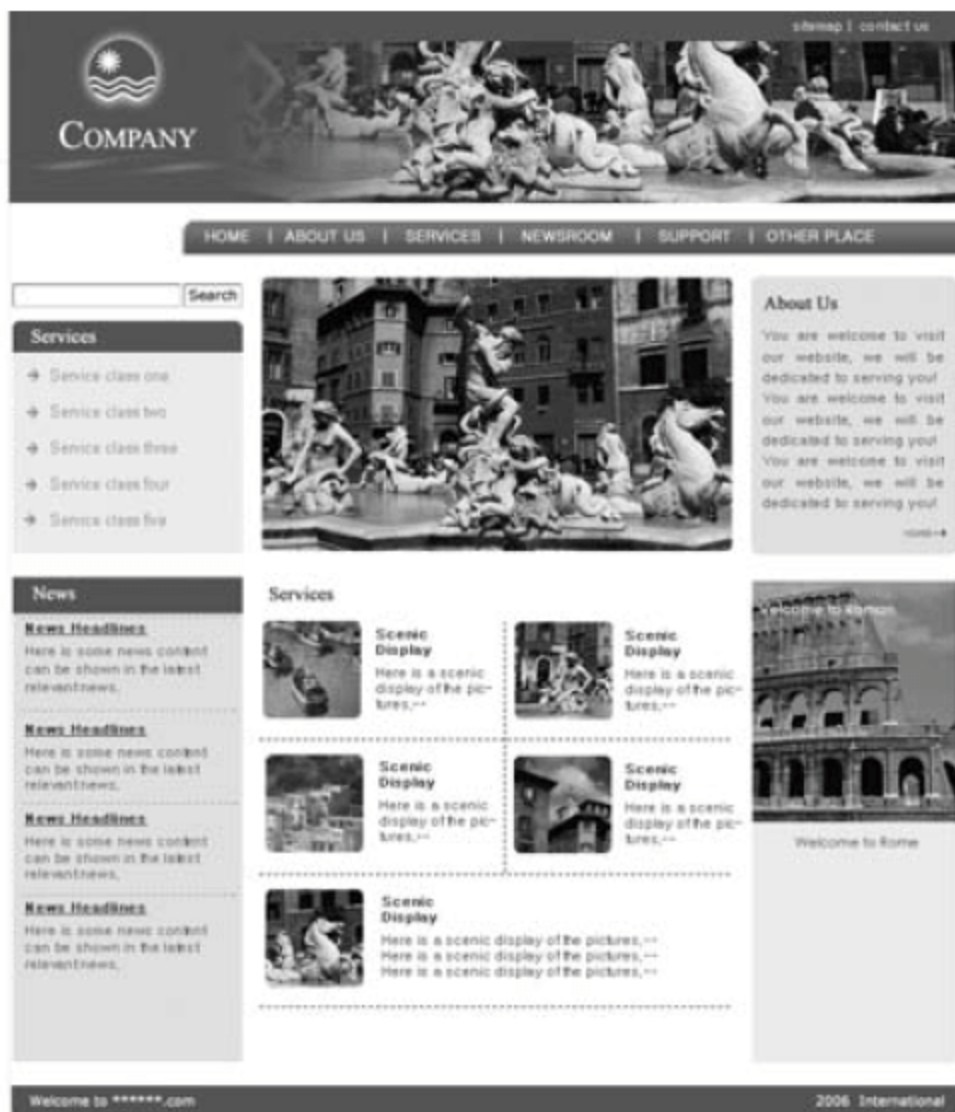 sitemap | contact us
COMPANY
HOME | ABOUT US | SERVICES | NEWSROOM | SUPPORT | OTHER PLACE
Search
Services
Service class one
Service class two
Service class three
Service class four
Service class five
About Us
You are welcome to visit
our website, we will be
dedicated to serving you!
You are welcome to visit
our website, we will be
dedicated to serving you!
You are welcome to visit
our website, we will be
dedicated to serving you!
News
News Headlines
Here is some news content
can be shown in the latest
relevant news,
News Headlines
Here is some news content
can be shown in the latest
relevant news,
News Headlines
Here is some news content
can be shown in the latest
relevant news,
News Headlines
Here is some news content
can be shown in the latest
relevant news,
Services
Scenic
Display
Here is a scenic
display of the pic-
tures,--
Scenic
Display
Here is a scenic
display of the pic-
tures,--
Scenic
Display
Here is a scenic
display of the pic-
tures,--
Scenic
Display
Here is a scenic
display of the pic-
tures,--
Scenic
Display
Here is a scenic display of the pictures,--
Here is a scenic display of the pictures,--
Here is a scenic display of the pictures,--
Welcome to Roman
Welcome to Rome
Welcome to ******.com
2006 International